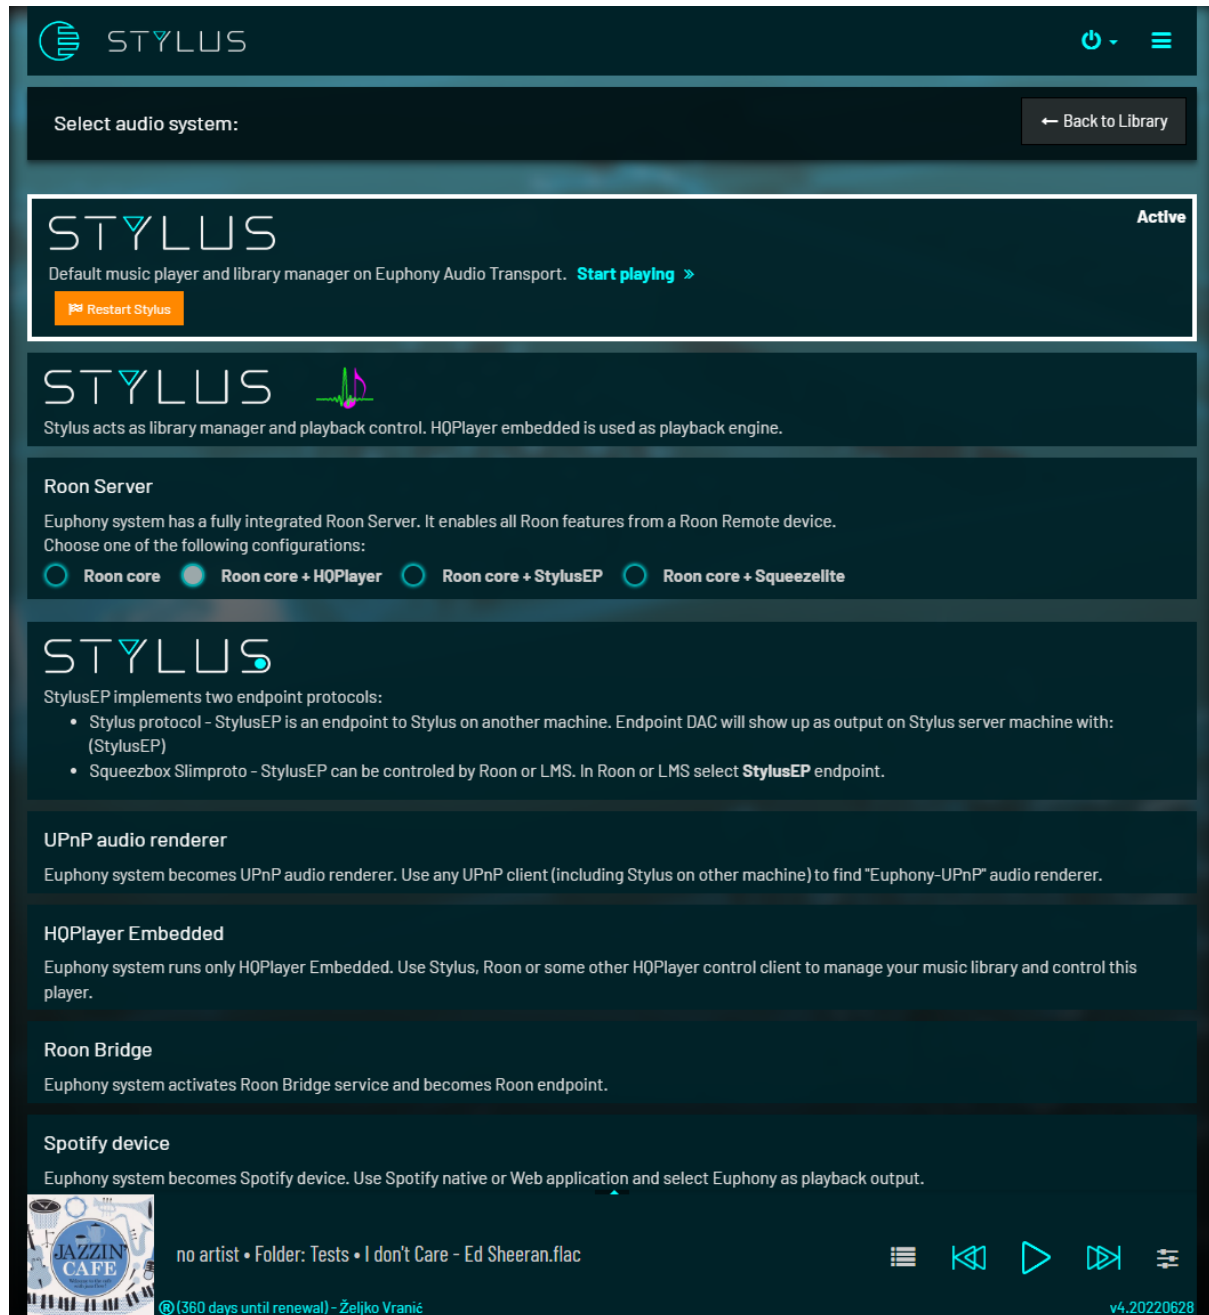 STYLUS
Select audio system:
← Back to Library
STYLUS
Active
Default music player and library manager on Euphony Audio Transport. Start playing »
Restart Stylus
STYLUS
Stylus acts as library manager and playback control. HQPlayer embedded is used as playback engine.
Roon Server
Euphony system has a fully integrated Roon Server. It enables all Roon features from a Roon Remote device.
Choose one of the following configurations:
Roon core Roon core + HQPlayer Roon core + StylusEP Roon core + Squeezelite
STYLUS
StylusEP implements two endpoint protocols:
• Stylus protocol - StylusEP is an endpoint to Stylus on another machine. Endpoint DAC will show up as output on Stylus server machine with:
(StylusEP)
• Squeezbox Slimproto - StylusEP can be controled by Roon or LMS. In Roon or LMS select StylusEP endpoint.
UPnP audio renderer
Euphony system becomes UPnP audio renderer. Use any UPnP client (including Stylus on other machine) to find "Euphony-UPnP" audio renderer.
HQPlayer Embedded
Euphony system runs only HQPlayer Embedded. Use Stylus, Roon or some other HQPlayer control client to manage your music library and control this
player.
Roon Bridge
Euphony system activates Roon Bridge service and becomes Roon endpoint.
Spotify device
Euphony system becomes Spotify device. Use Spotify native or Web application and select Euphony as playback output.
JAZZIN'
CAFE
no artist • Folder: Tests • I don't Care - Ed Sheeran.flac
® (360 days until renewal) - Željko Vranić
v4.20220628